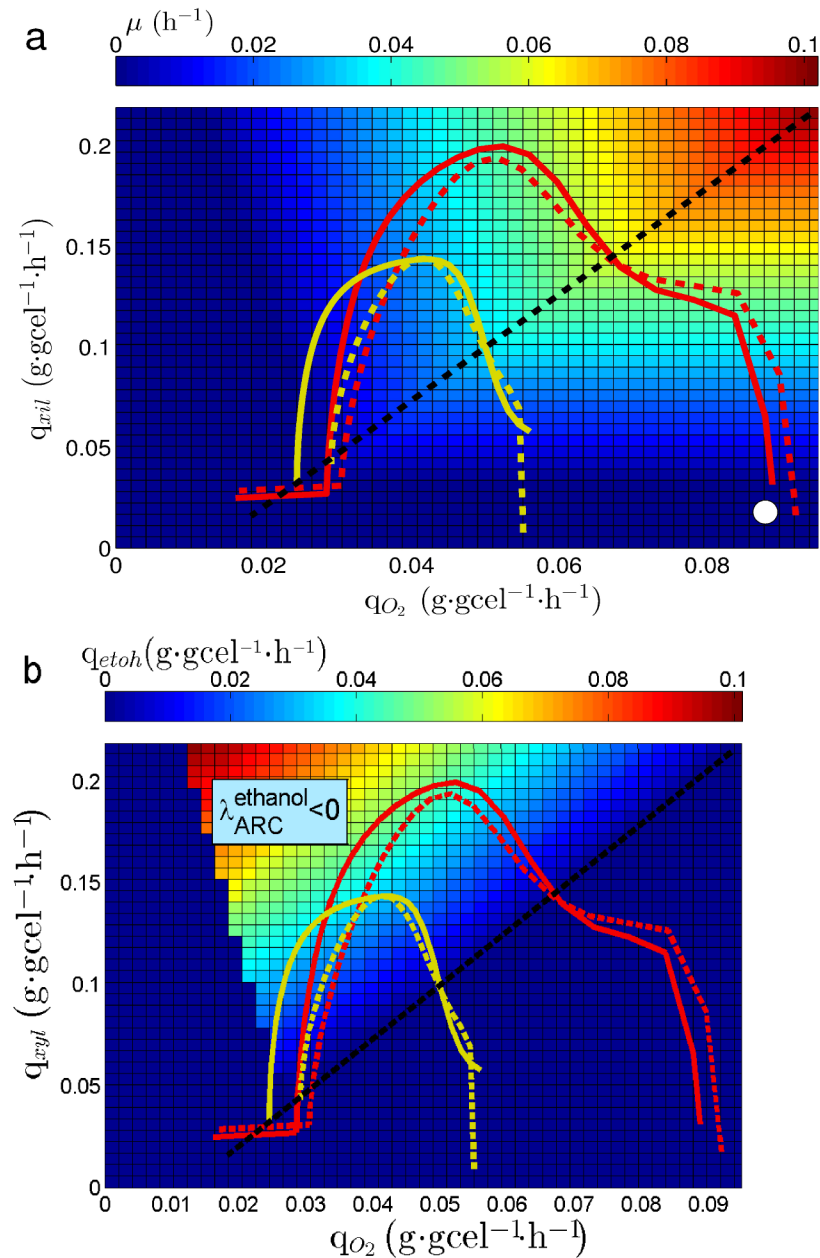 a
μ (h⁻¹)
0 0.02 0.04 0.06 0.08 0.1
0.2
0.15
0.1
0.05
0
q_xil (g·gcel⁻¹·h⁻¹)
0 0.02 0.04 0.06 0.08
q_O₂ (g·gcel⁻¹·h⁻¹)
b
q_etoh(g·gcel⁻¹·h⁻¹)
0 0.02 0.04 0.06 0.08 0.1
λ_ARC^ethanol<0
0.2
0.15
0.1
0.05
0
q_xyl (g·gcel⁻¹·h⁻¹)
0 0.01 0.02 0.03 0.04 0.05 0.06 0.07 0.08 0.09
q_O₂ (g·gcel⁻¹·h⁻¹)